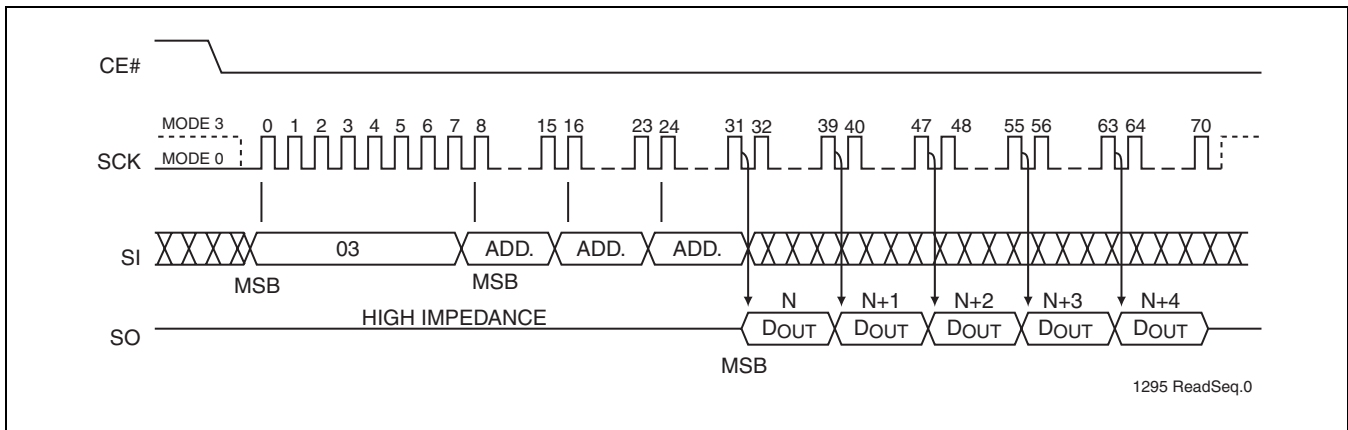 CE#
MODE 3
0 1 2 3 4 5 6 7 8 15 16 23 24 31 32 39 40 47 48 55 56 63 64 70
SCK
MODE 0
SI
03 ADD. ADD. ADD.
MSB MSB
N N+1 N+2 N+3 N+4
HIGH IMPEDANCE
SO
DOUT DOUT DOUT DOUT DOUT
MSB
1295 ReadSeq.0